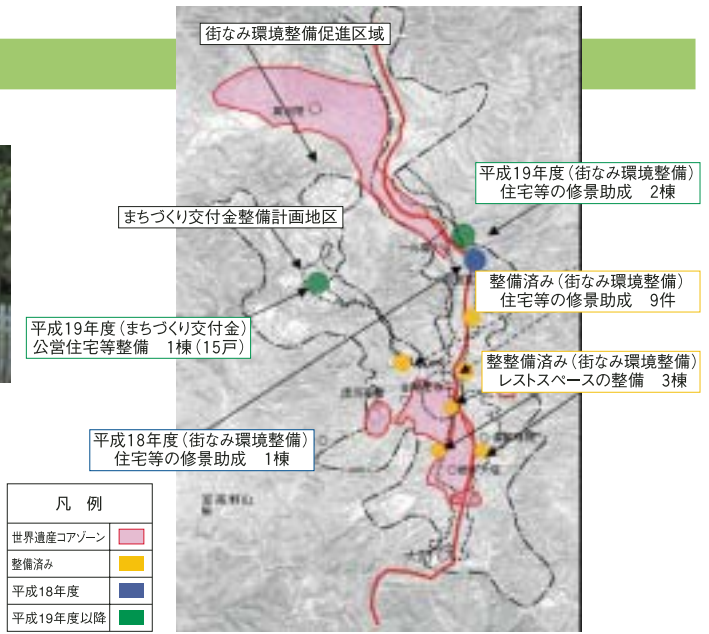 街なみ環境整備促進区域
平成19年度（街なみ環境整備）
住宅等の修景助成　2棟
まちづくり交付金整備計画地区
整備済み（街なみ環境整備）
住宅等の修景助成　9件
平成19年度（まちづくり交付金）
公営住宅等整備　1棟（15戸）
整整備済み（街なみ環境整備）
レストスペースの整備　3棟
平成18年度（街なみ環境整備）
住宅等の修景助成　1棟
凡　例
世界遺産コアゾーン
整備済み
平成18年度
平成19年度以降